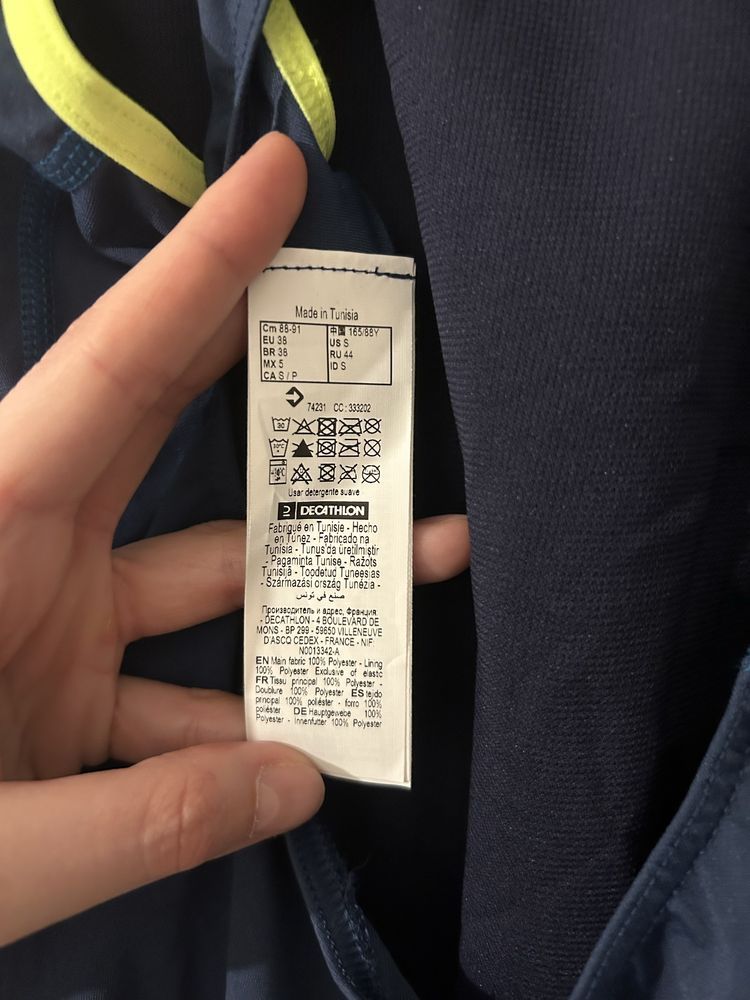 Made in Tunisia
Cm 88-91
EU 38
BR 38
MX 5
CA S / P
中国 165/88Y
US S
RU 44
ID S
74231 CC: 333202
30 30°C
Usar detergente suave
DECATHLON
Fabriqué en Tunisie - Hecho
en Túnez - Fabricado na
Tunísia - Tunus'da üretilmiştir
- Pagaminta Tunise - Ražots
Tunisijā - Toodetud Tuneesias
- Származási ország Tunézia -
صنع في تونس
Производитель и адрес, Франция:
- DECATHLON - 4 BOULEVARD DE
MONS - BP 299 - 59650 VILLENEUVE
D'ASCQ CEDEX - FRANCE - NIF:
N0013342-A
EN Main fabric 100% Polyester - Lining
100% Polyester Exclusive of elastic
FR Tissu principal 100% Polyester -
Doublure 100% Polyester ES tejido
principal 100% poliéster - forro 100%
poliéster DE Hauptgewebe 100%
Polyester - Innenfutter 100% Polyester